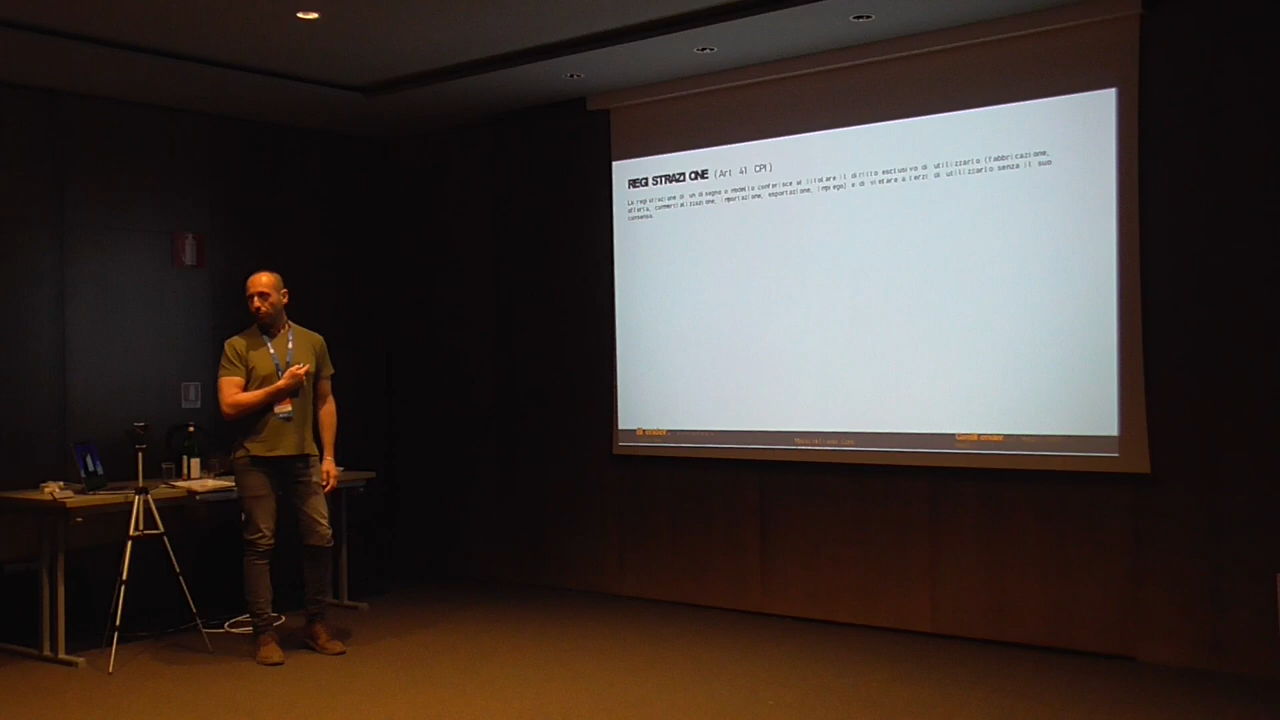 REGISTRAZIONE (Art. 41 CPI)
La registrazione di un disegno o modello conferisce al titolare il diritto esclusivo di utilizzarlo (fabbricazione,
offerta, commercializzazione, importazione, esportazione, impiego) e di vietare a terzi di utilizzarlo senza il suo
consenso.